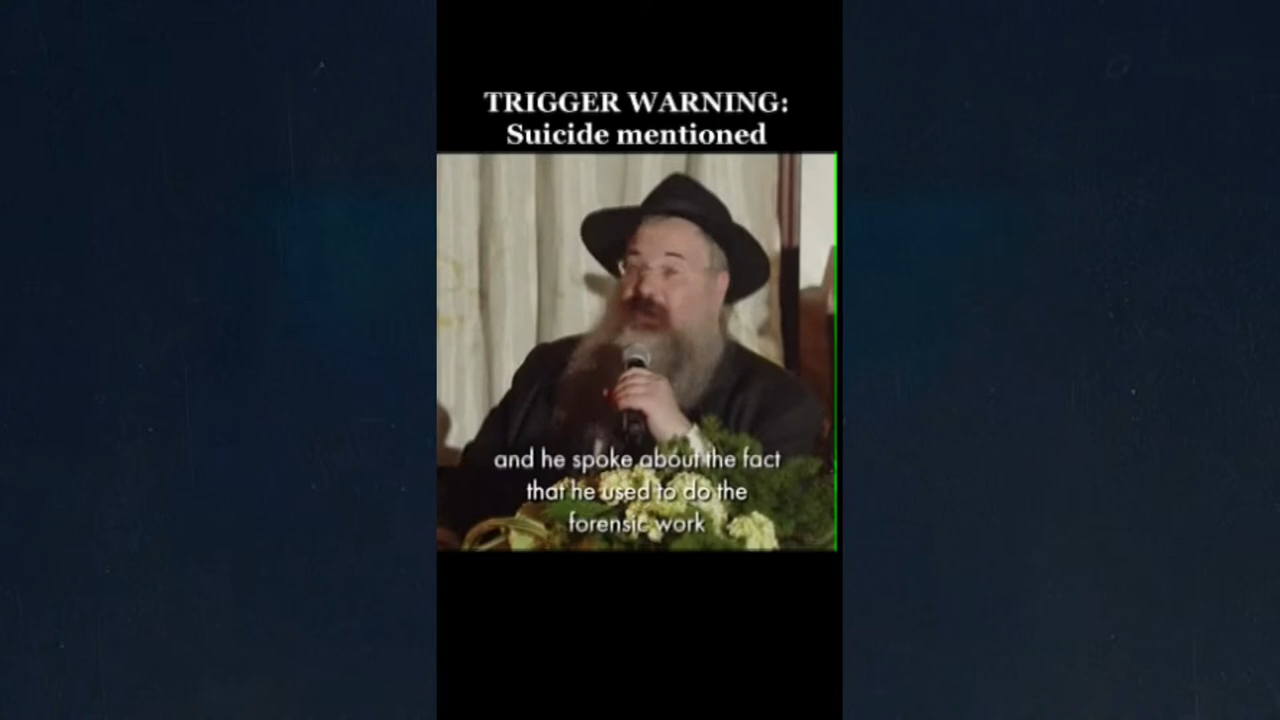 TRIGGER WARNING:
Suicide mentioned
and he spoke about the fact
that he used to do the
forensic work